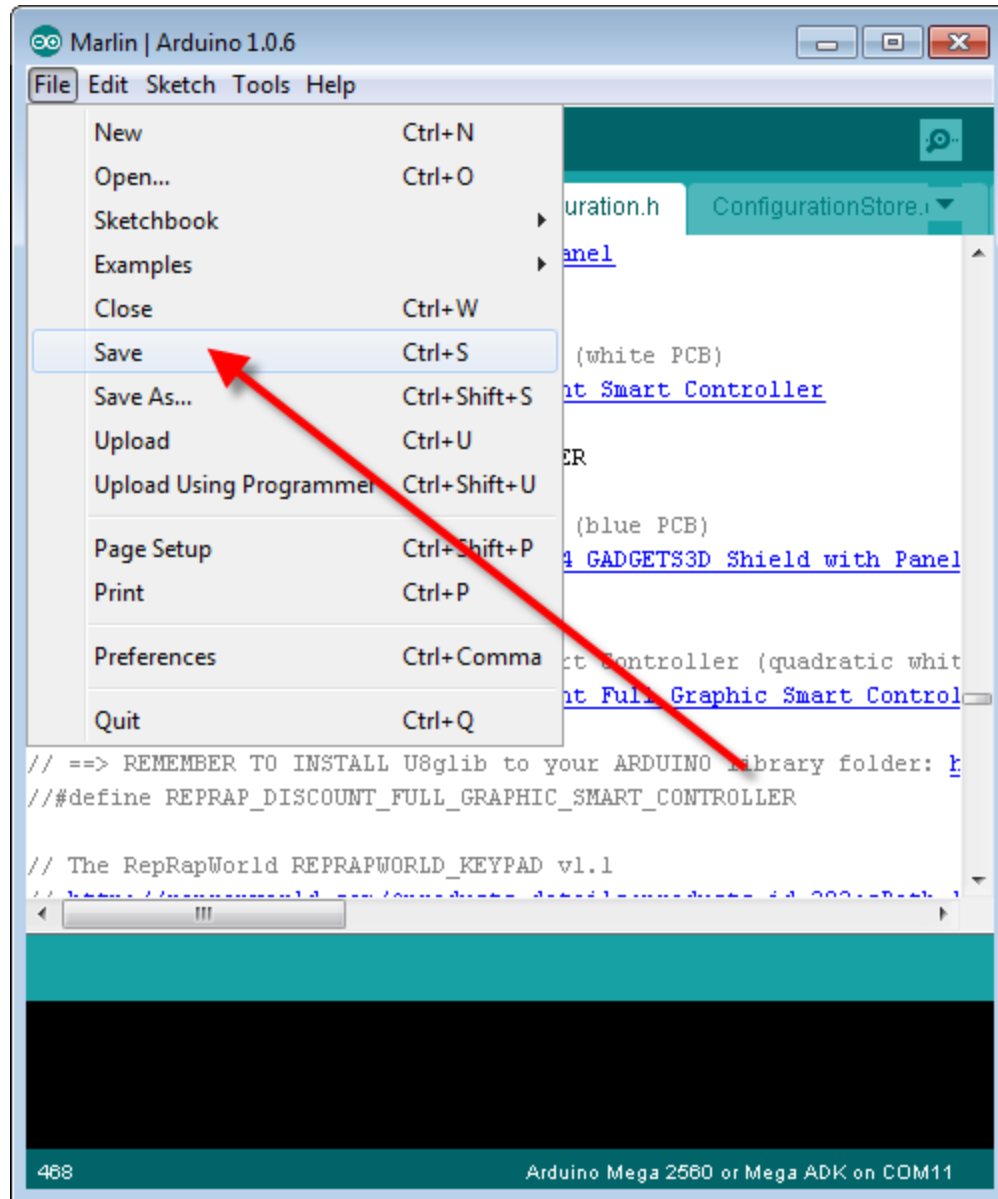 Marlin | Arduino 1.0.6
File Edit Sketch Tools Help
New Ctrl+N
Open... Ctrl+O
Sketchbook
Examples
Close Ctrl+W
Save Ctrl+S
Save As... Ctrl+Shift+S
Upload Ctrl+U
Upload Using Programmer Ctrl+Shift+U
Page Setup Ctrl+Shift+P
Print Ctrl+P
Preferences Ctrl+Comma
Quit Ctrl+Q
uration.h ConfigurationStore.
anel
(white PCB)
nt Smart Controller
ER
(blue PCB)
4 GADGETS3D Shield with Panel
rt Controller (quadratic whit
nt Full Graphic Smart Control
// ==> REMEMBER TO INSTALL U8glib to your ARDUINO library folder: h
//#define REPRAP_DISCOUNT_FULL_GRAPHIC_SMART_CONTROLLER
// The RepRapWorld REPRAPWORLD_KEYPAD v1.1
468 Arduino Mega 2560 or Mega ADK on COM11